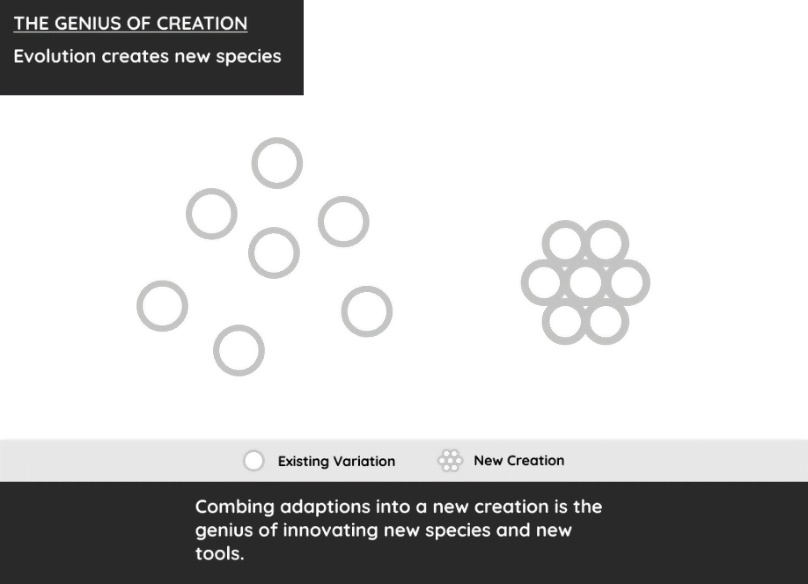 THE GENIUS OF CREATION
Evolution creates new species
Existing Variation
New Creation
Combing adaptions into a new creation is the
genius of innovating new species and new
tools.